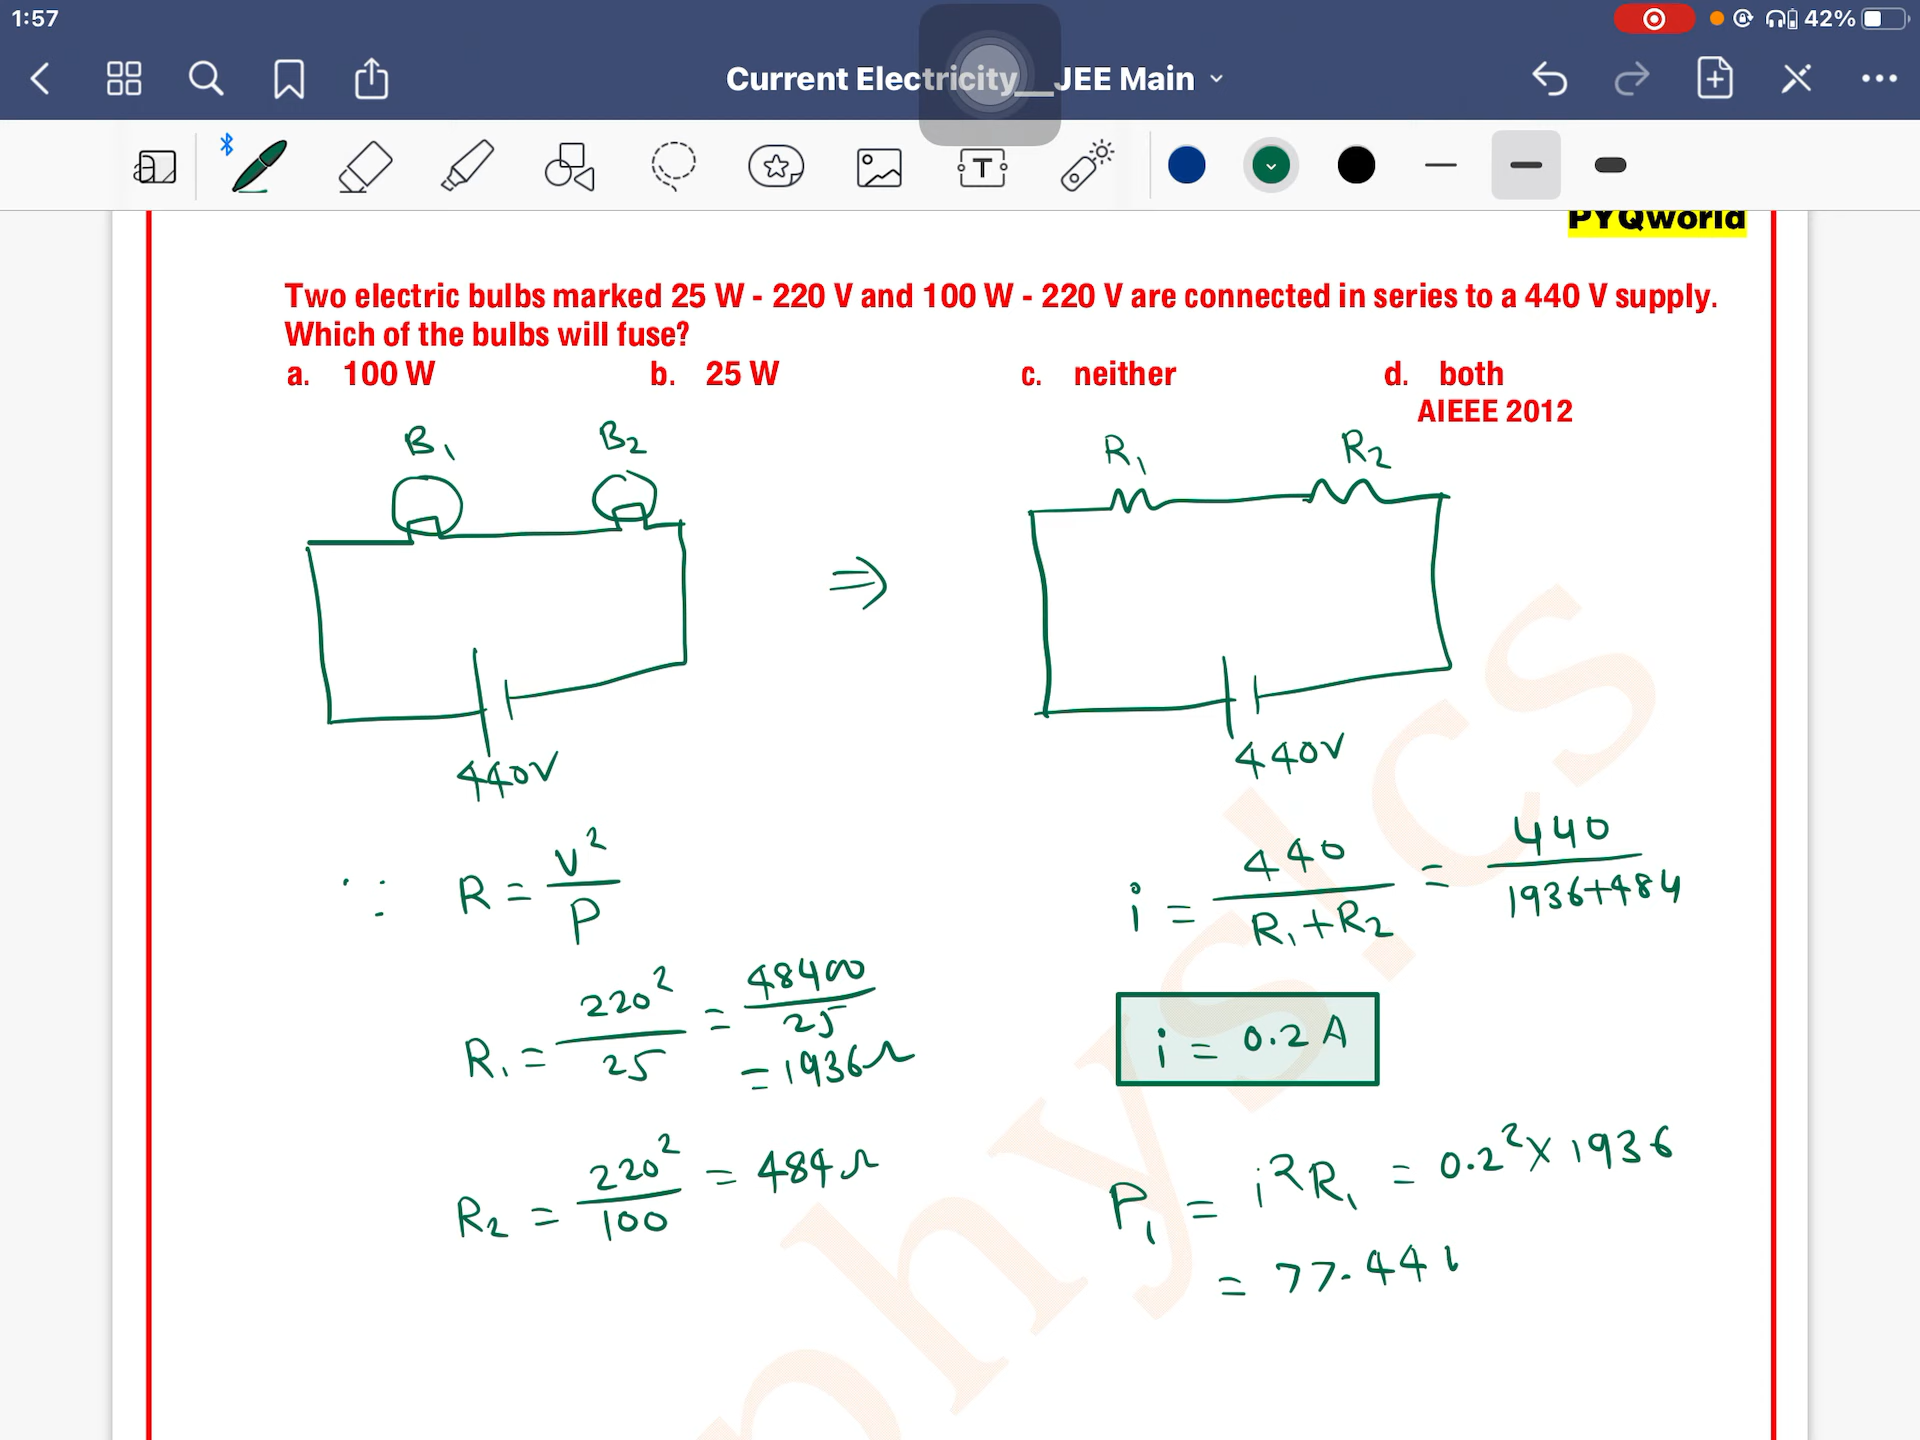 1:57
42%
Current Electricity__JEE Main
PYQworld
Two electric bulbs marked 25 W - 220 V and 100 W - 220 V are connected in series to a 440 V supply.
Which of the bulbs will fuse?
a. 100 W b. 25 W c. neither d. both
AIEEE 2012
B₁ B₂
R₁ R₂
⇒
440V
440V
∵ R = V²/P
i = 440/(R₁+R₂) = 440/(1936+484)
R₁ = 220²/25 = 48400/25
= 1936Ω
i = 0.2 A
R₂ = 220²/100 = 484Ω
P₁ = i²R₁ = 0.2² X 1936
= 77.44
phys!cs